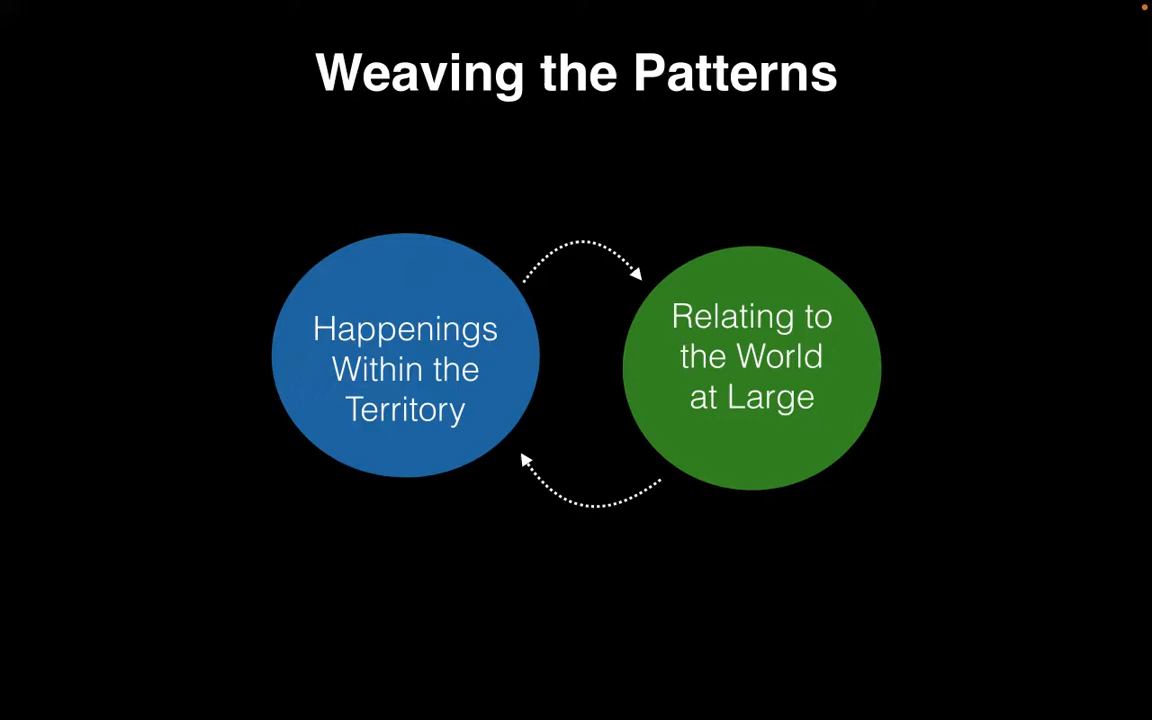 Weaving the Patterns
Happenings
Within the
Territory
Relating to
the World
at Large